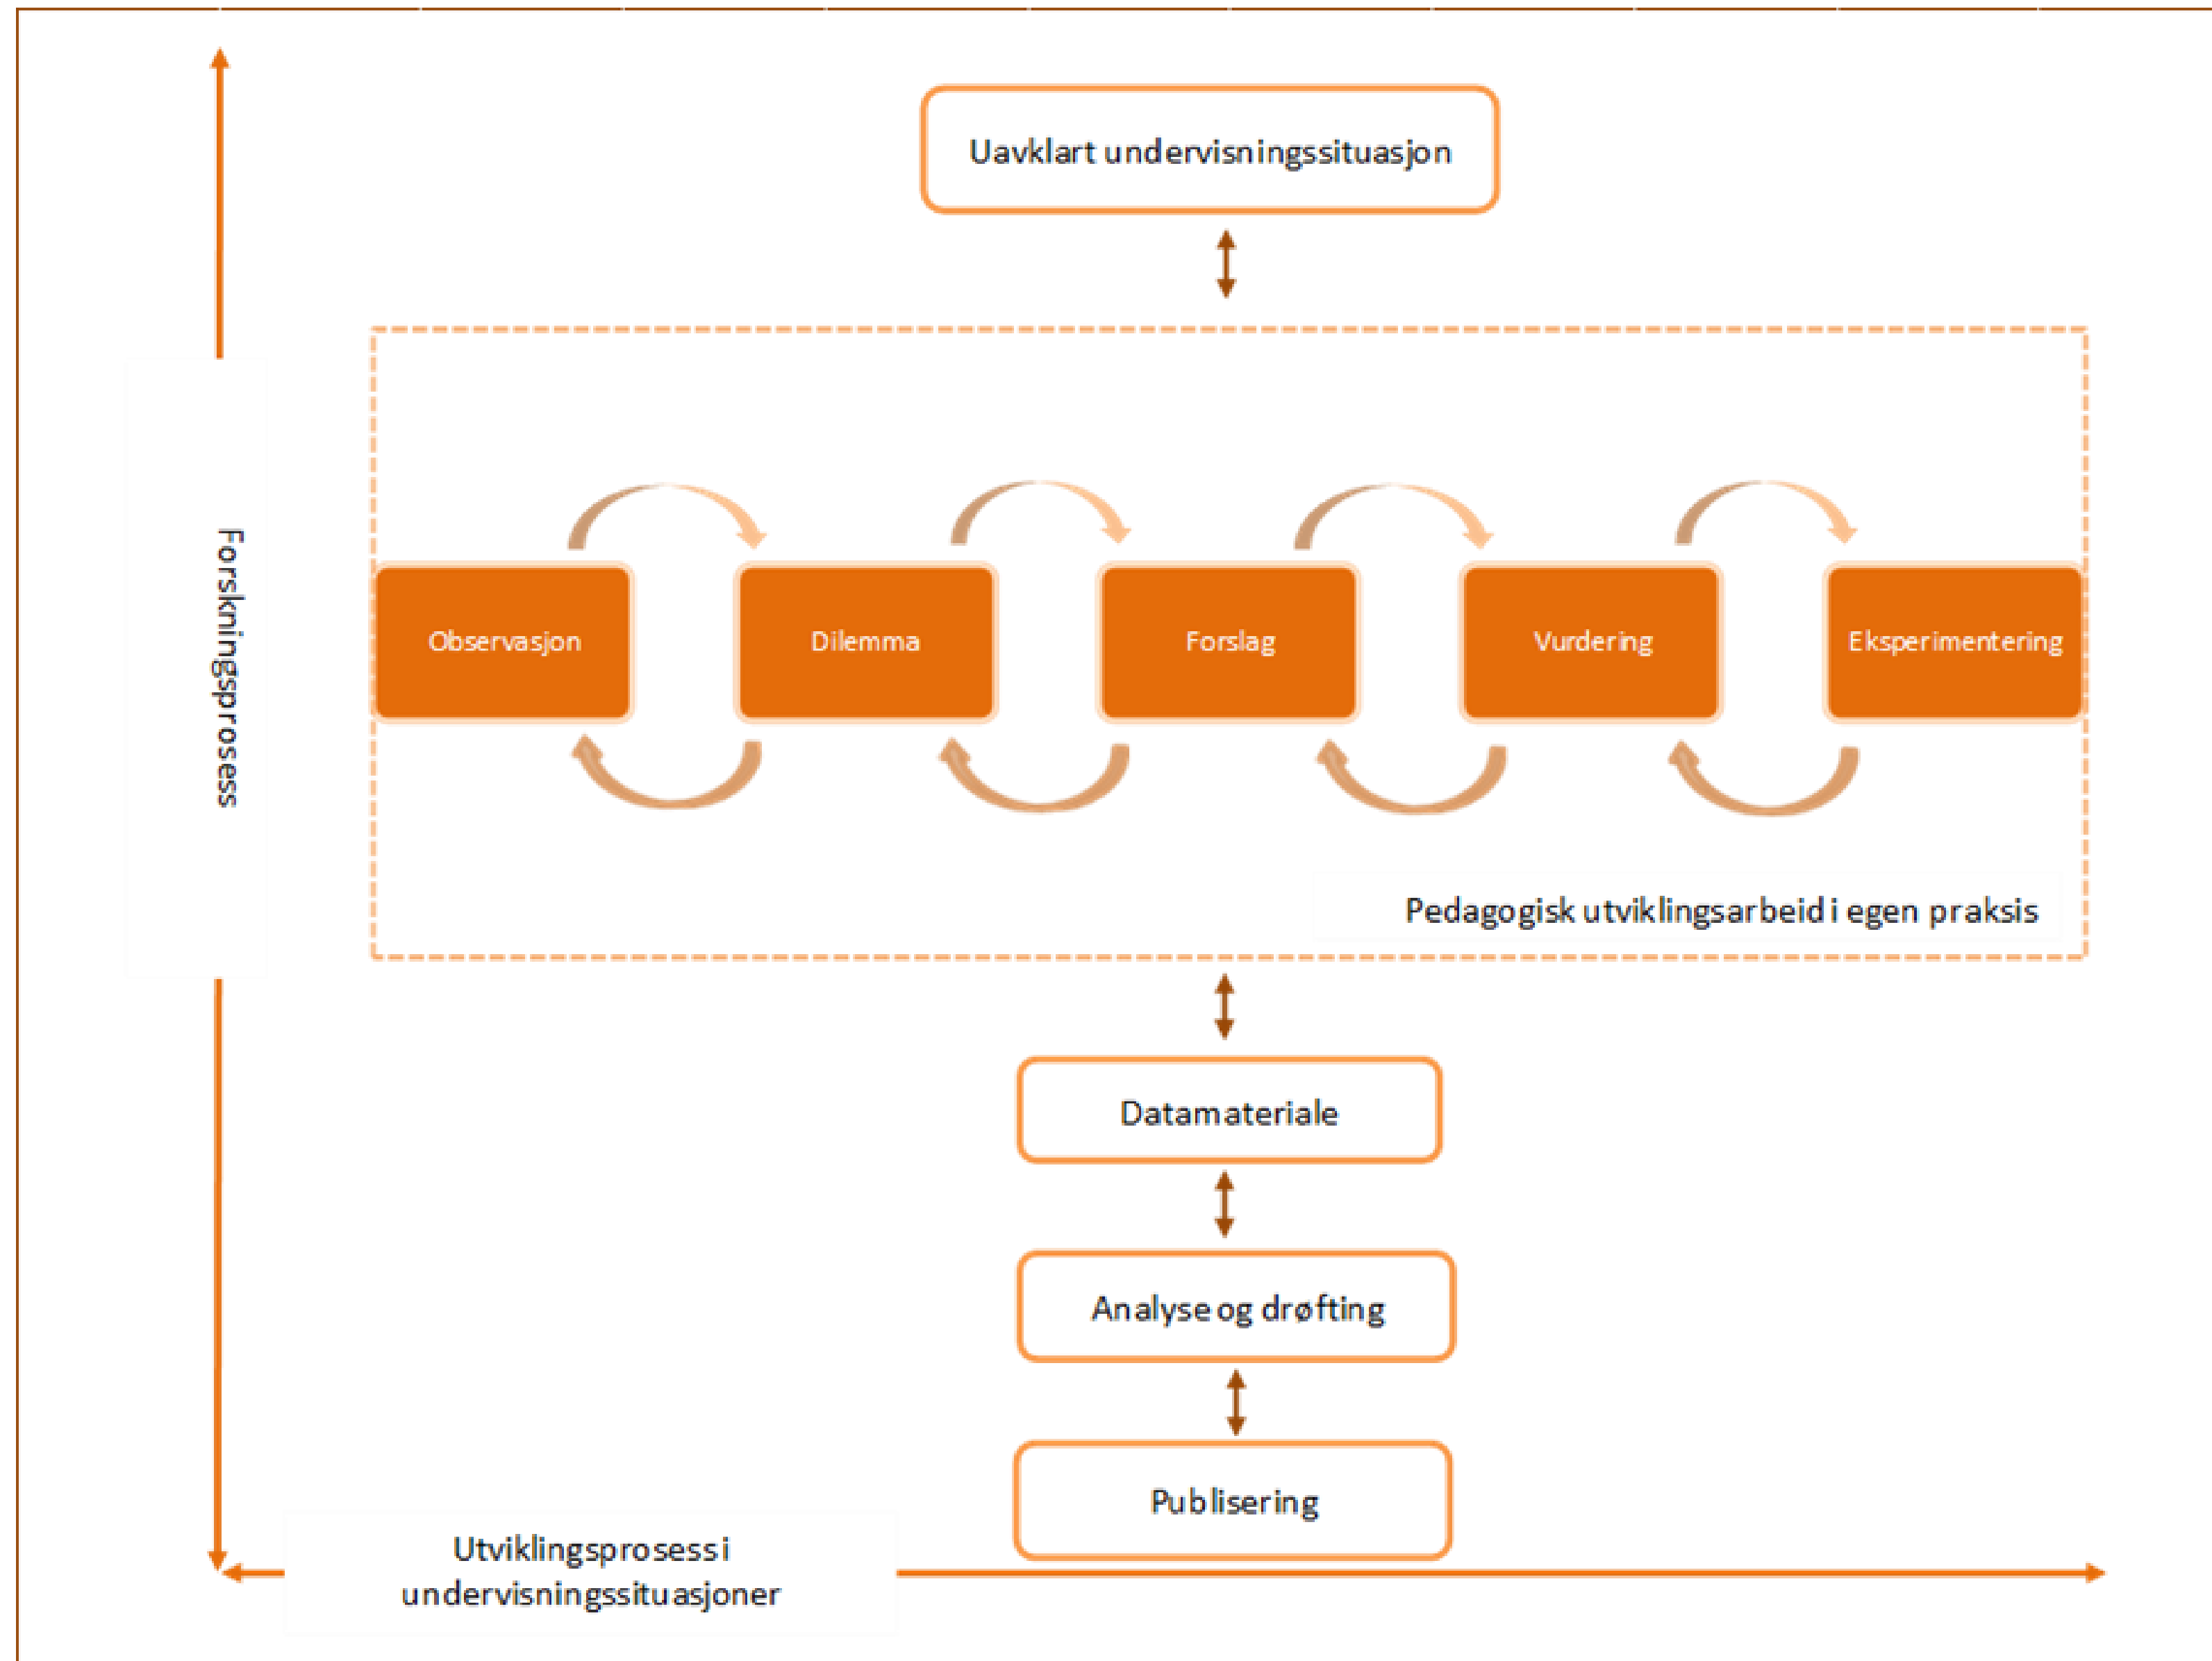 Uavklart undervisningssituasjon
Forskningsprosess
Observasjon
Dilemma
Forslag
Vurdering
Eksperimentering
Pedagogisk utviklingsarbeid i egen praksis
Datamateriale
Analyse og drøfting
Publisering
Utviklingsprosess i
undervisningssituasjoner